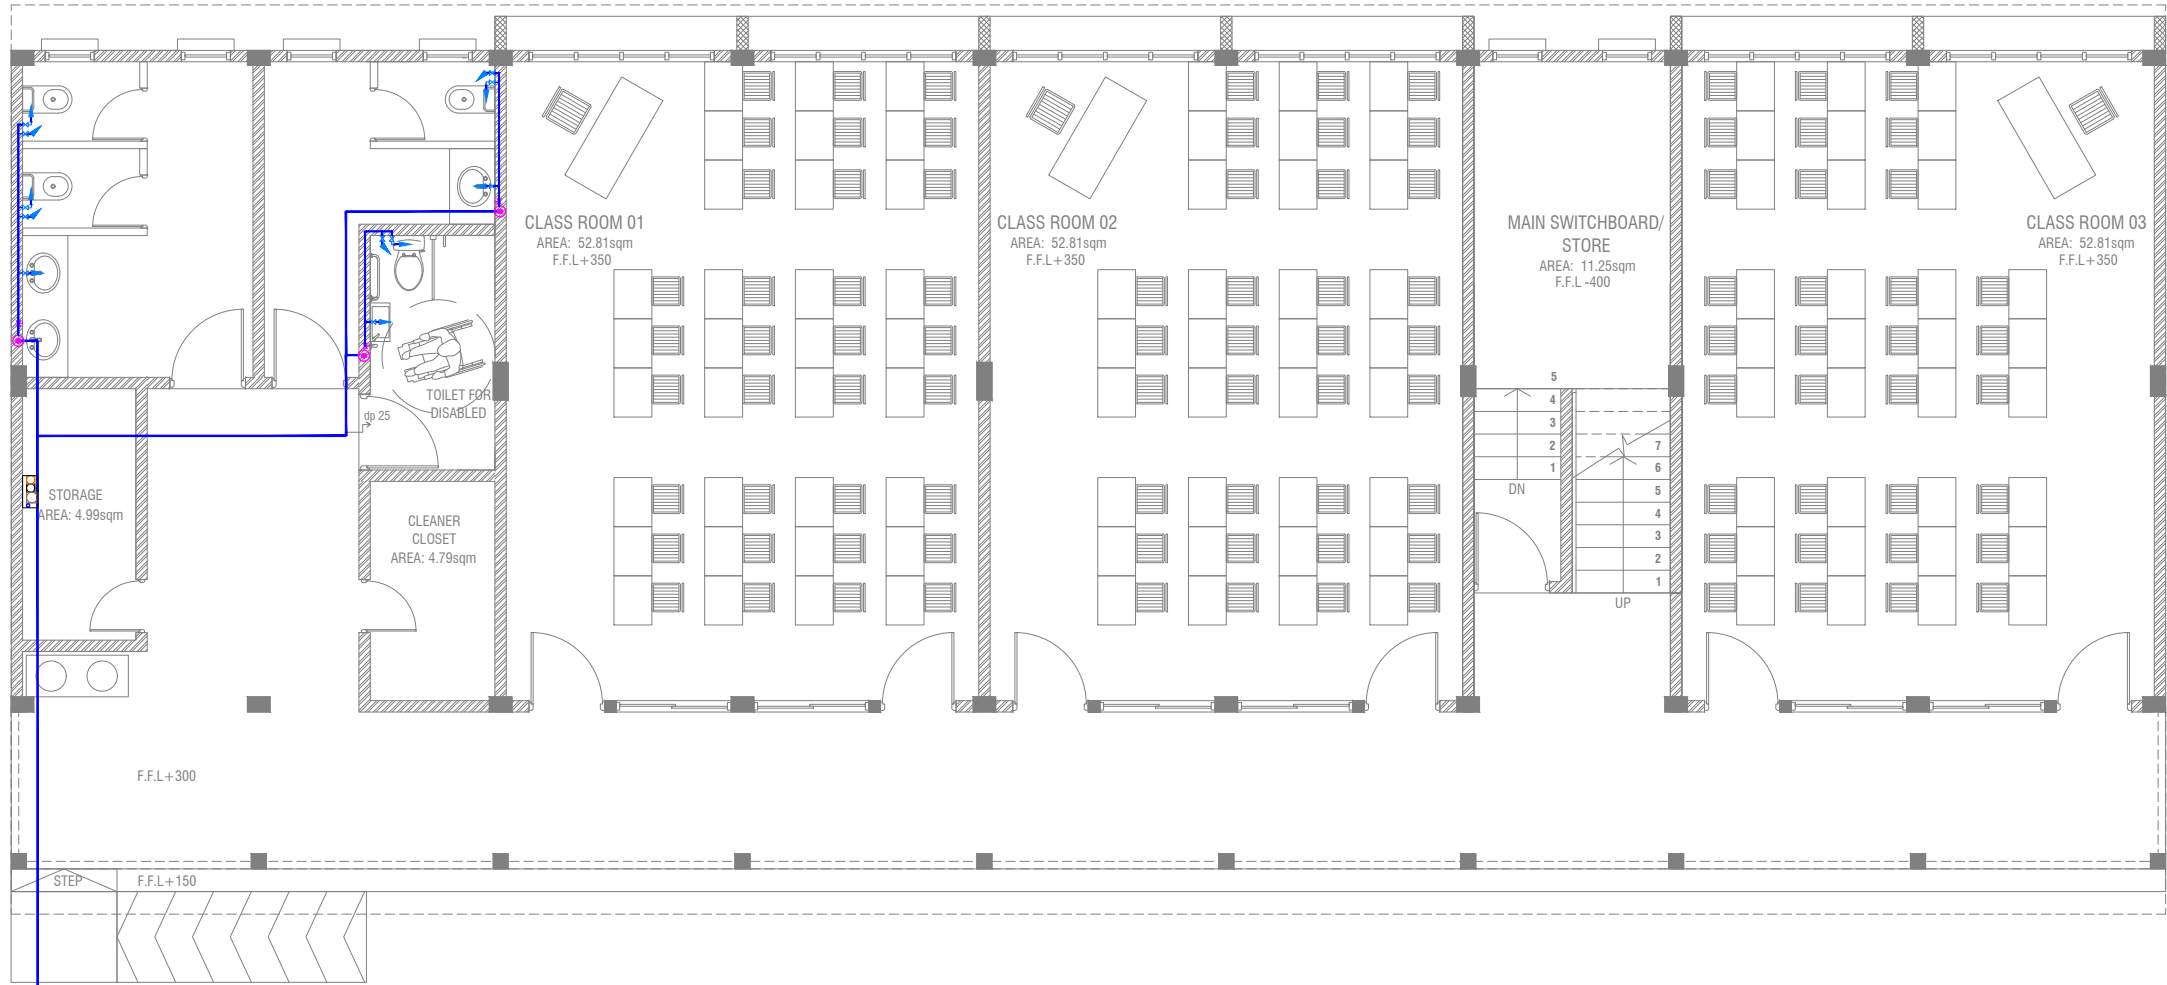 CLASS ROOM 01
AREA: 52.81sqm
F.F.L+350
CLASS ROOM 02
AREA: 52.81sqm
F.F.L+350
MAIN SWITCHBOARD/
STORE
AREA: 11.25sqm
F.F.L -400
CLASS ROOM 03
AREA: 52.81sqm
F.F.L+350
TOILET FOR
DISABLED
dp 25
STORAGE
AREA: 4.99sqm
CLEANER
CLOSET
AREA: 4.79sqm
5
4
3
2
1
DN
7
6
5
4
3
2
1
UP
F.F.L+300
STEP
F.F.L+150